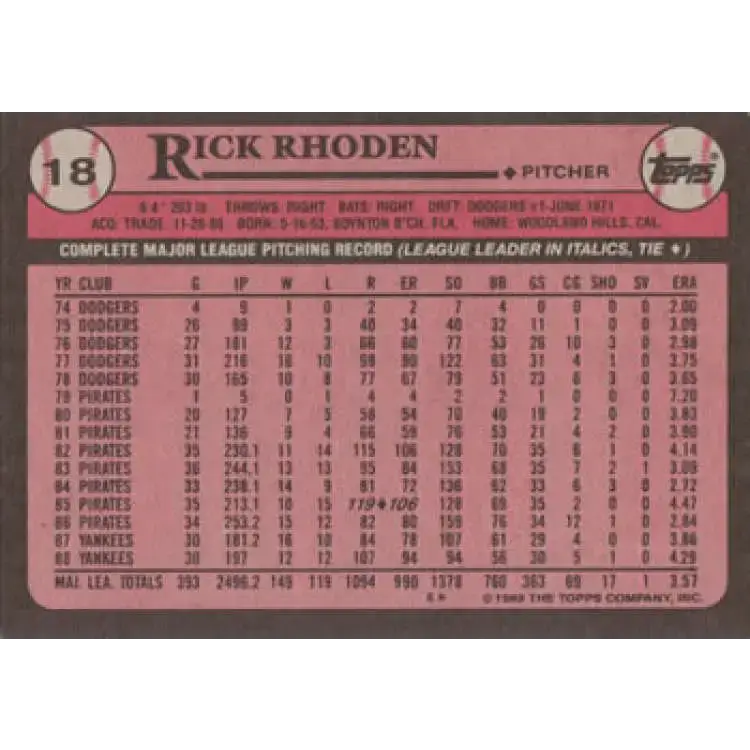 18
RICK RHODEN
PITCHER
Topps
6'4" 203 lb THROWS: RIGHT BATS: RIGHT DRFT: DODGERS #1-JUNE 1971
ACQ: TRADE, 11-26-86 BORN: 5-16-53, BOYNTON B'CH, FLA. HOME: WOODLAND HILLS, CAL.
COMPLETE MAJOR LEAGUE PITCHING RECORD (LEAGUE LEADER IN ITALICS, TIE ♦)
YR CLUB G IP W L R ER SO BB GS CG SHO SV ERA
74 DODGERS 4 9 1 0 2 2 7 4 0 0 0 0 2.00
75 DODGERS 26 99 3 3 40 34 40 32 11 1 0 0 3.09
76 DODGERS 27 181 12 3 66 60 77 53 26 10 3 0 2.98
77 DODGERS 31 216 16 10 98 90 122 63 31 4 1 0 3.75
78 DODGERS 30 165 10 8 77 67 79 51 23 6 3 0 3.65
79 PIRATES 1 5 0 1 4 4 2 2 1 0 0 0 7.20
80 PIRATES 20 127 7 5 58 54 70 40 19 2 0 0 3.83
81 PIRATES 21 136 9 4 66 59 76 53 21 4 2 0 3.90
82 PIRATES 35 230.1 11 14 115 106 128 70 35 6 1 0 4.14
83 PIRATES 36 244.1 13 13 95 84 153 68 35 7 2 1 3.09
84 PIRATES 33 238.1 14 9 81 72 136 62 33 6 3 0 2.72
85 PIRATES 35 213.1 10 15 119♦106 128 69 35 2 0 0 4.47
86 PIRATES 34 253.2 15 12 82 80 159 76 34 12 1 0 2.84
87 YANKEES 30 181.2 16 10 84 78 107 61 29 4 0 0 3.86
88 YANKEES 30 197 12 12 107 94 94 56 30 5 1 0 4.29
MAJ. LEA. TOTALS 393 2496.2 149 119 1094 990 1378 760 363 69 17 1 3.57
© 1989 THE TOPPS COMPANY, INC.